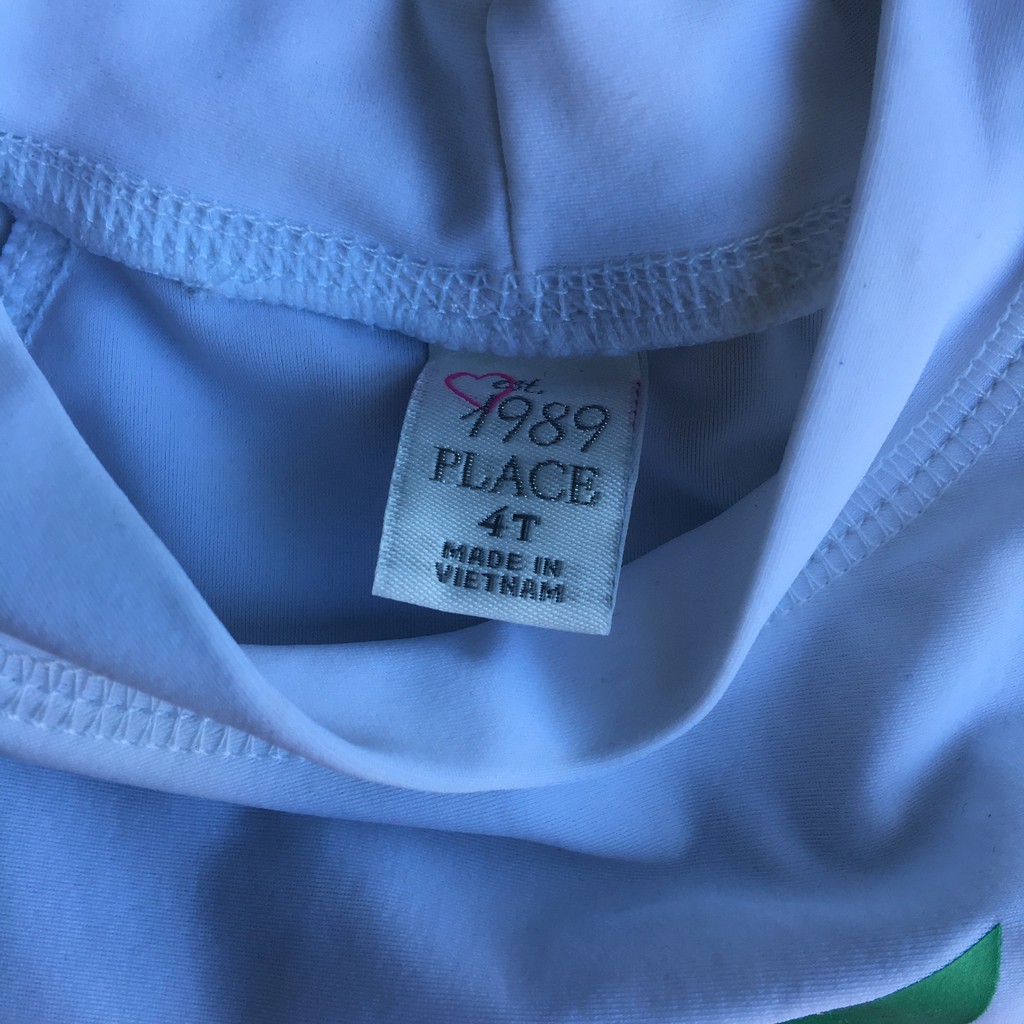 est.
1989
PLACE
4T
MADE IN
VIETNAM